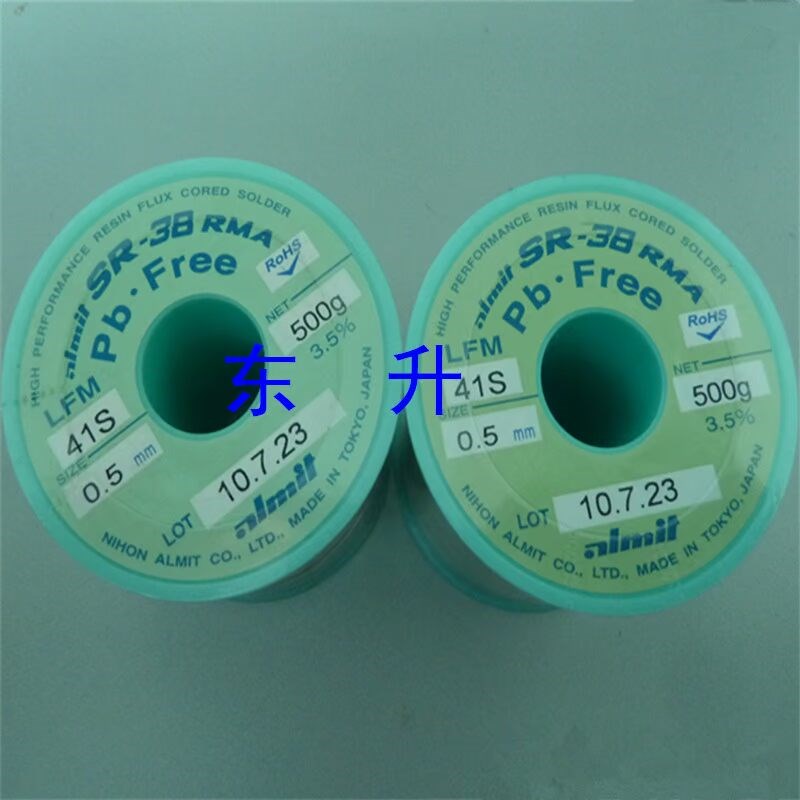 HIGH PERFORMANCE RESIN FLUX CORED SOLDER
almit SR-38 RMA
Pb·Free
RoHS
LFM
41S
NET
500g
3.5%
SIZE
0.5 mm
LOT
10.7.23
almit
NIHON ALMIT CO., LTD., MADE IN TOKYO, JAPAN
HIGH PERFORMANCE RESIN FLUX CORED SOLDER
almit SR-38 RMA
Pb·Free
RoHS
LFM
41S
NET
500g
3.5%
SIZE
0.5 mm
LOT
10.7.23
almit
NIHON ALMIT CO., LTD., MADE IN TOKYO, JAPAN
东升